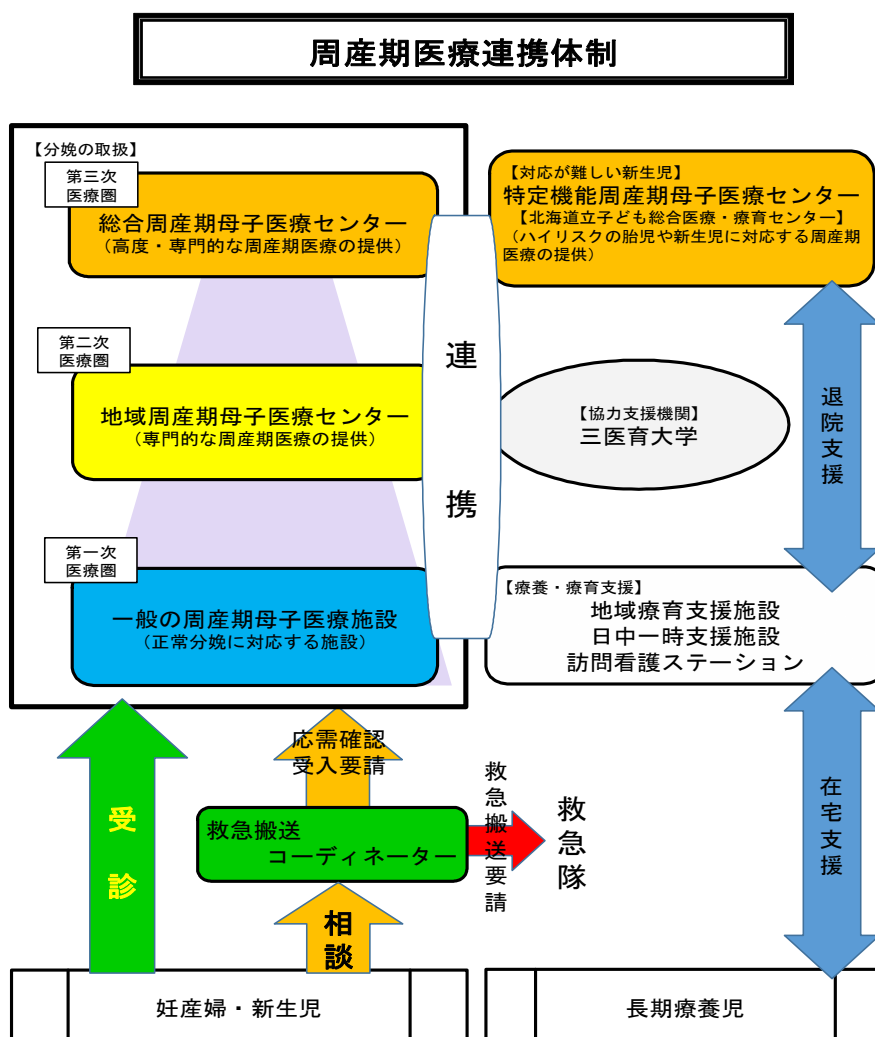 周産期医療連携体制
【分娩の取扱】
第三次
医療圏
総合周産期母子医療センター
（高度・専門的な周産期医療の提供）
第二次
医療圏
地域周産期母子医療センター
（専門的な周産期医療の提供）
第一次
医療圏
一般の周産期母子医療施設
（正常分娩に対応する施設）
連携
【対応が難しい新生児】
特定機能周産期母子医療センター
【北海道立子ども総合医療・療育センター】
（ハイリスクの胎児や新生児に対応する周産期
医療の提供）
【協力支援機関】
三医育大学
退院支援
【療養・療育支援】
地域療育支援施設
日中一時支援施設
訪問看護ステーション
受診
応需確認
受入要請
救急搬送
コーディネーター
救急搬送要請
救急隊
相談
在宅支援
妊産婦・新生児
長期療養児